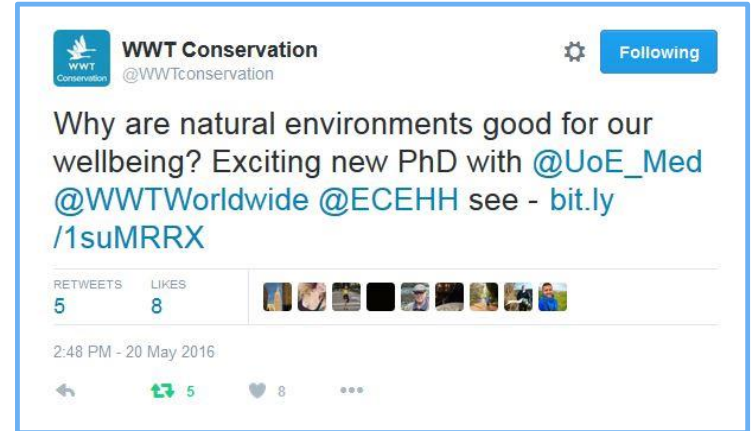 WWT Conservation
WWT
Conservation
@WWTconservation
Following
Why are natural environments good for our
wellbeing? Exciting new PhD with @UoE_Med
@WWTWorldwide @ECEHH see - bit.ly
/1suMRRX
RETWEETS LIKES
5 8
2:48 PM - 20 May 2016
5 8